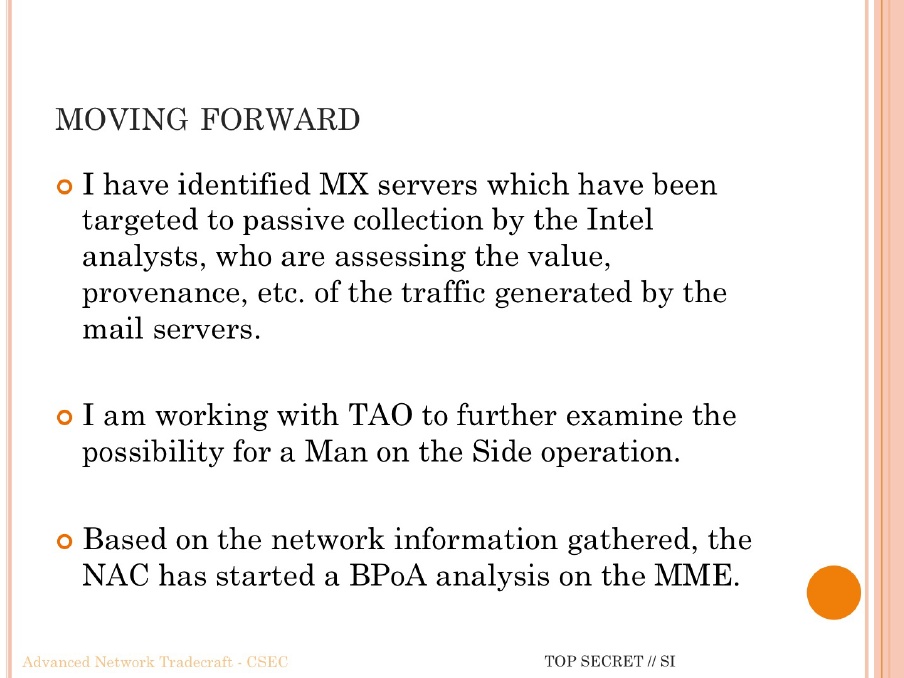 MOVING FORWARD
I have identified MX servers which have been
targeted to passive collection by the Intel
analysts, who are assessing the value,
provenance, etc. of the traffic generated by the
mail servers.
I am working with TAO to further examine the
possibility for a Man on the Side operation.
Based on the network information gathered, the
NAC has started a BPoA analysis on the MME.
Advanced Network Tradecraft - CSEC
TOP SECRET // SI